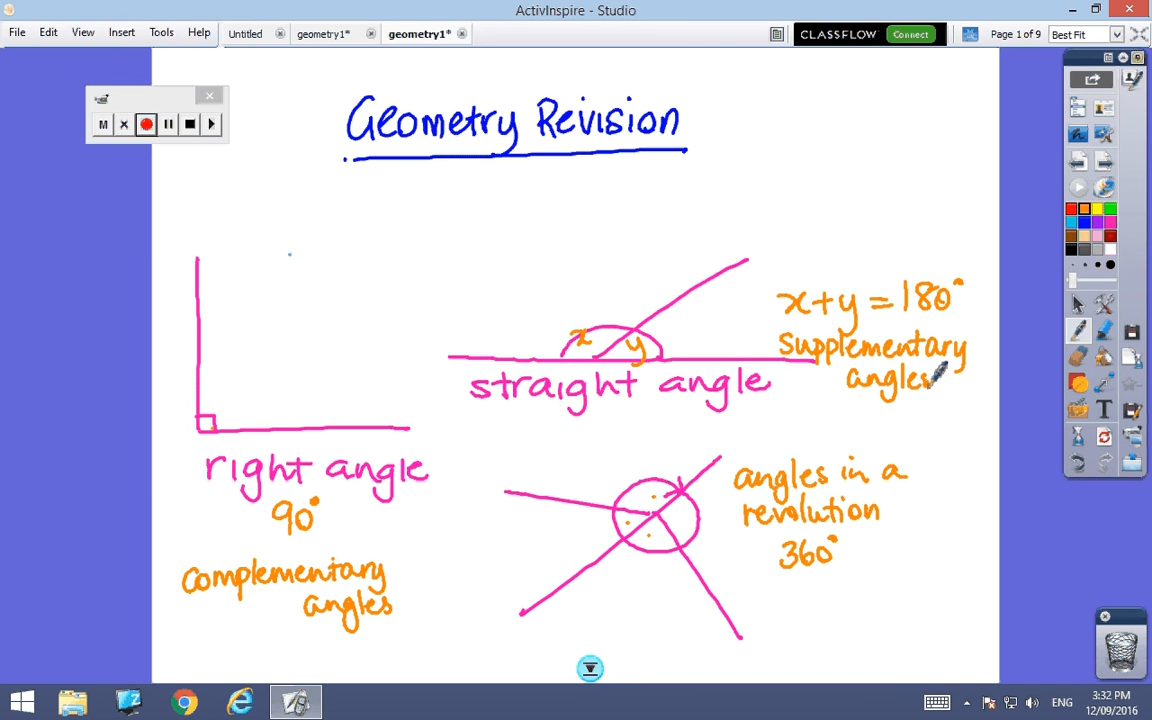 ActivInspire - Studio
File Edit View Insert Tools Help
Untitled geometry1* geometry1*
CLASSFLOW Connect
Page 1 of 9 Best Fit
M
Geometry Revision
x + y = 180°
Supplementary
angles
x y
straight angle
right angle
90°
complementary
angles
angles in a
revolution
360°
T
ENG
3:32 PM
12/09/2016